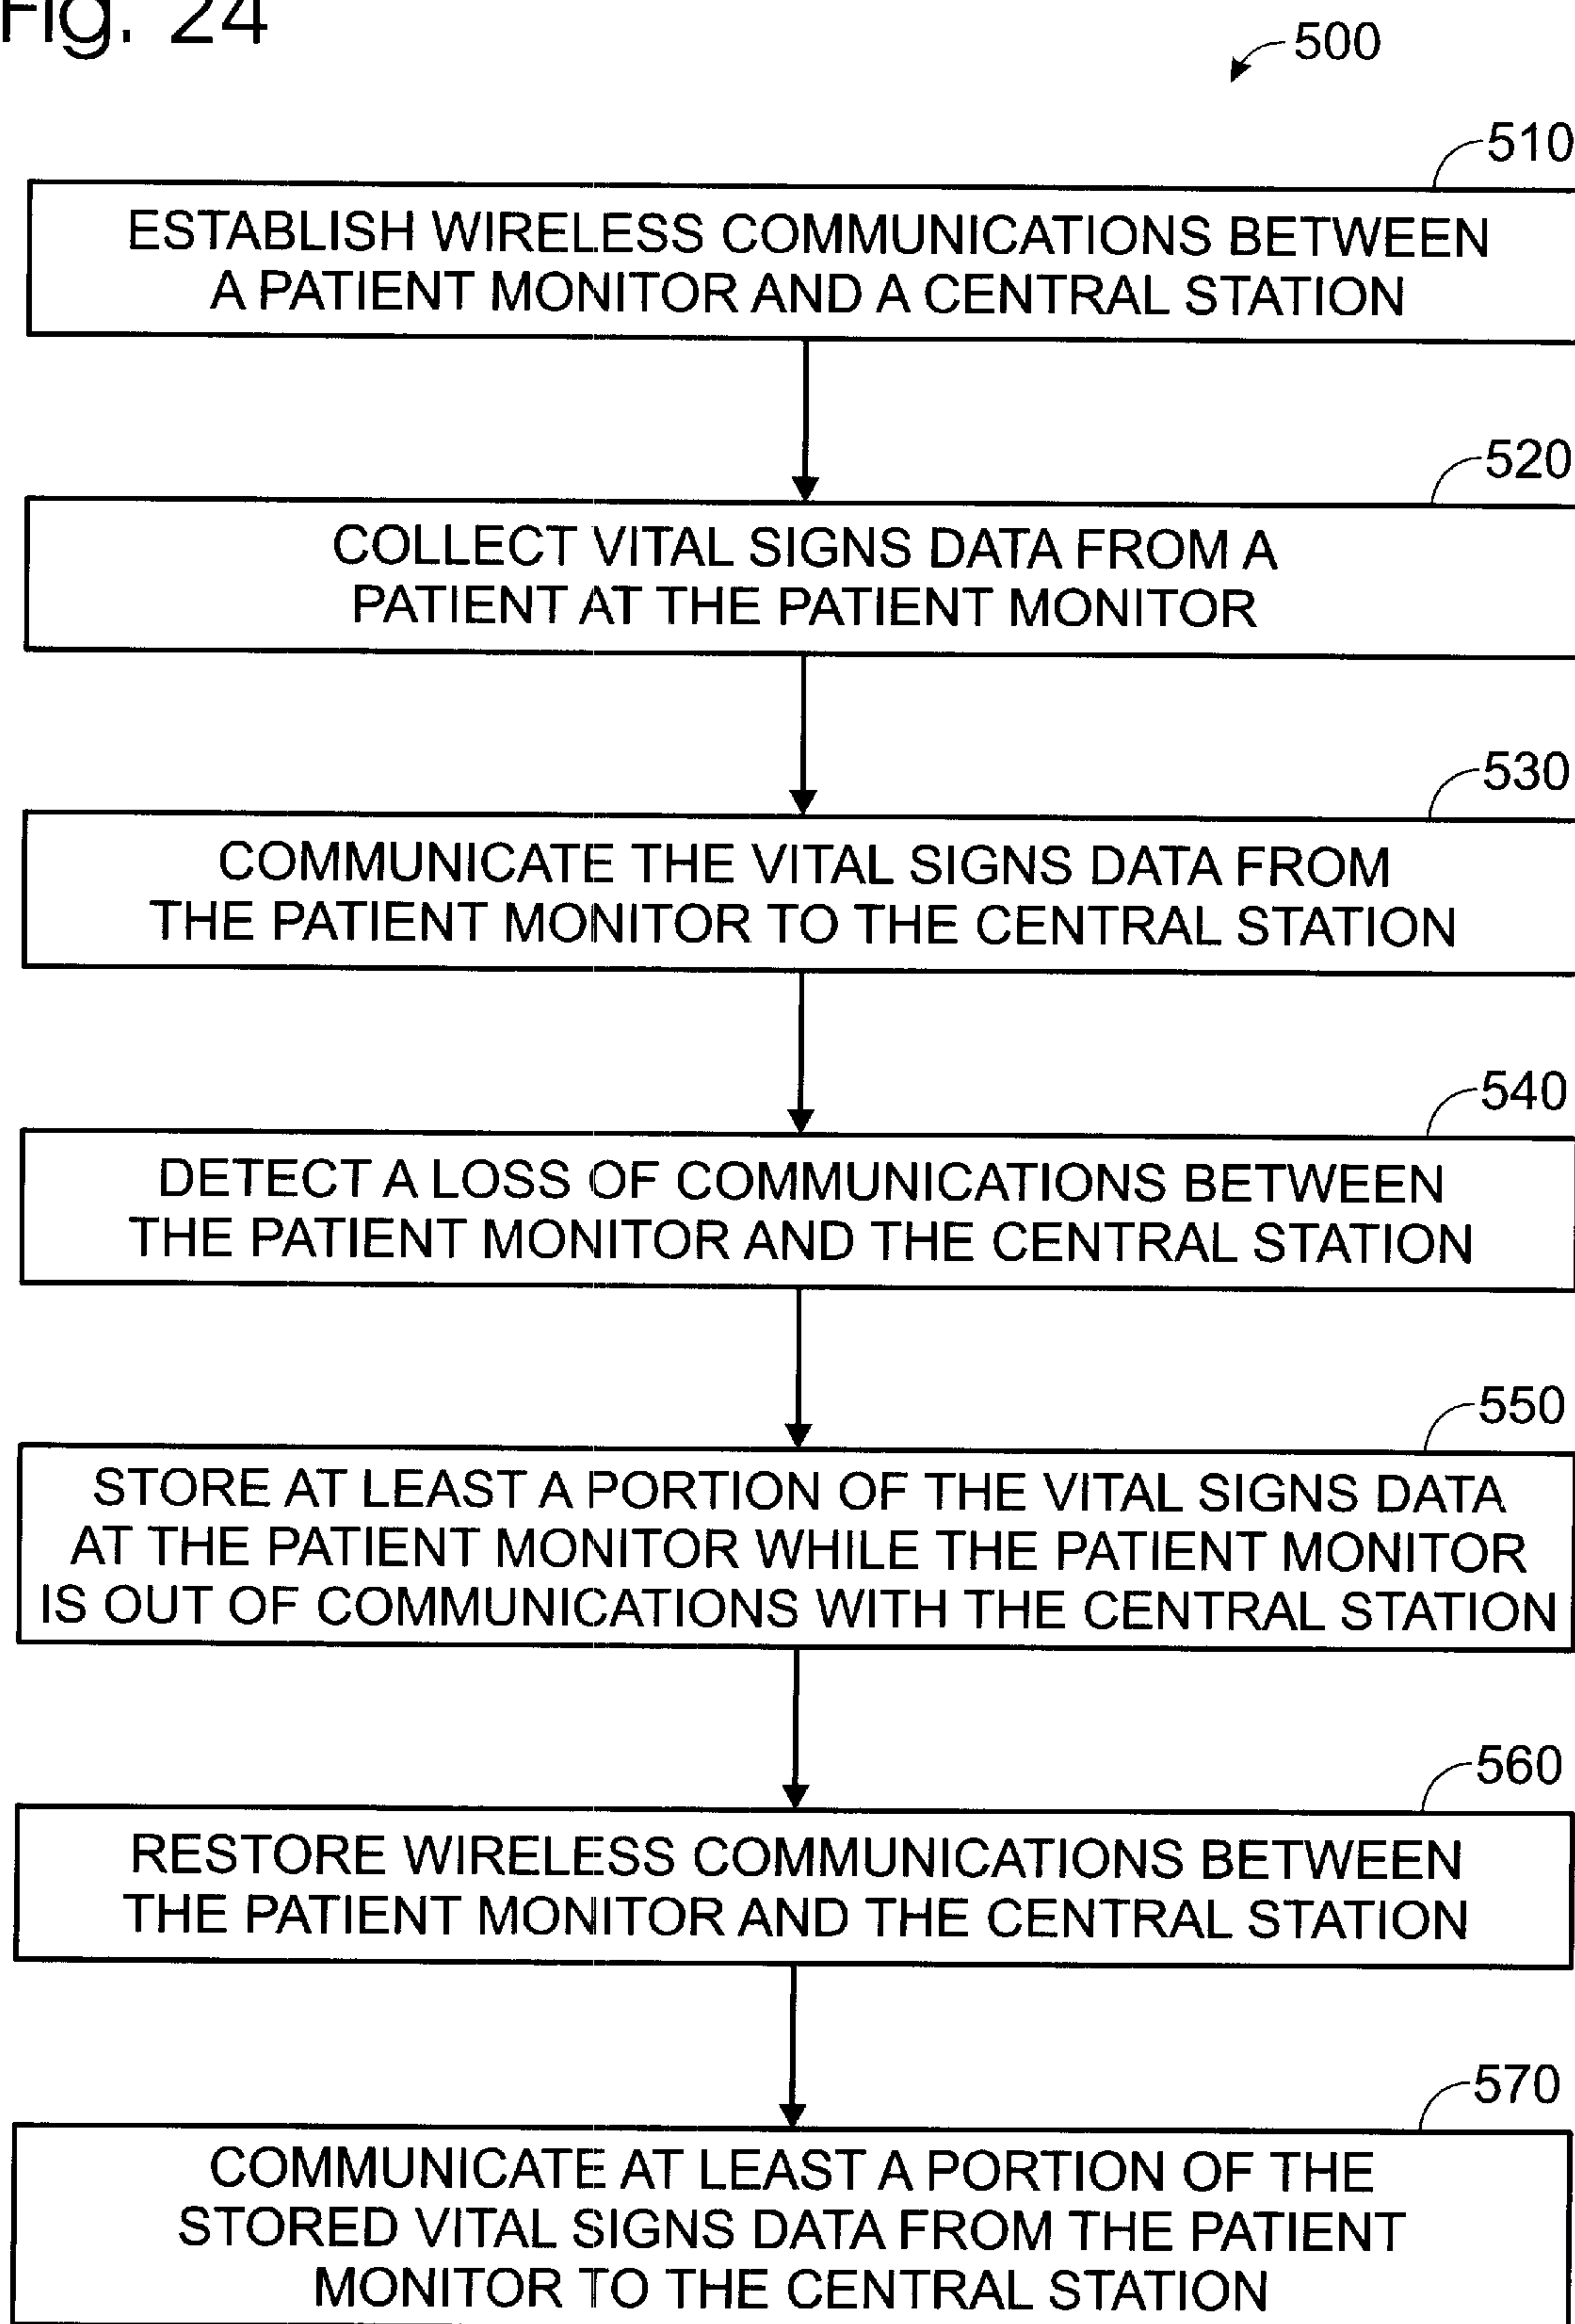 Fig. 24
500
510
ESTABLISH WIRELESS COMMUNICATIONS BETWEEN
A PATIENT MONITOR AND A CENTRAL STATION
520
COLLECT VITAL SIGNS DATA FROM A
PATIENT AT THE PATIENT MONITOR
530
COMMUNICATE THE VITAL SIGNS DATA FROM
THE PATIENT MONITOR TO THE CENTRAL STATION
540
DETECT A LOSS OF COMMUNICATIONS BETWEEN
THE PATIENT MONITOR AND THE CENTRAL STATION
550
STORE AT LEAST A PORTION OF THE VITAL SIGNS DATA
AT THE PATIENT MONITOR WHILE THE PATIENT MONITOR
IS OUT OF COMMUNICATIONS WITH THE CENTRAL STATION
560
RESTORE WIRELESS COMMUNICATIONS BETWEEN
THE PATIENT MONITOR AND THE CENTRAL STATION
570
COMMUNICATE AT LEAST A PORTION OF THE
STORED VITAL SIGNS DATA FROM THE PATIENT
MONITOR TO THE CENTRAL STATION